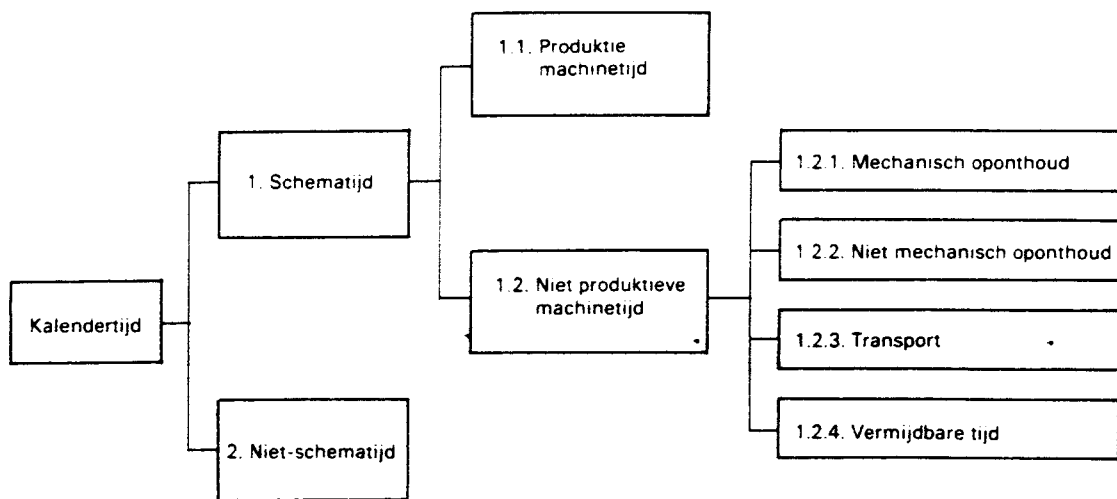 1.1. Produktie
machinetijd
1.2.1. Mechanisch oponthoud
1. Schematijd
1.2.2. Niet mechanisch oponthoud
1.2. Niet produktieve
machinetijd
Kalendertijd
1.2.3. Transport
1.2.4. Vermijdbare tijd
2. Niet-schematijd